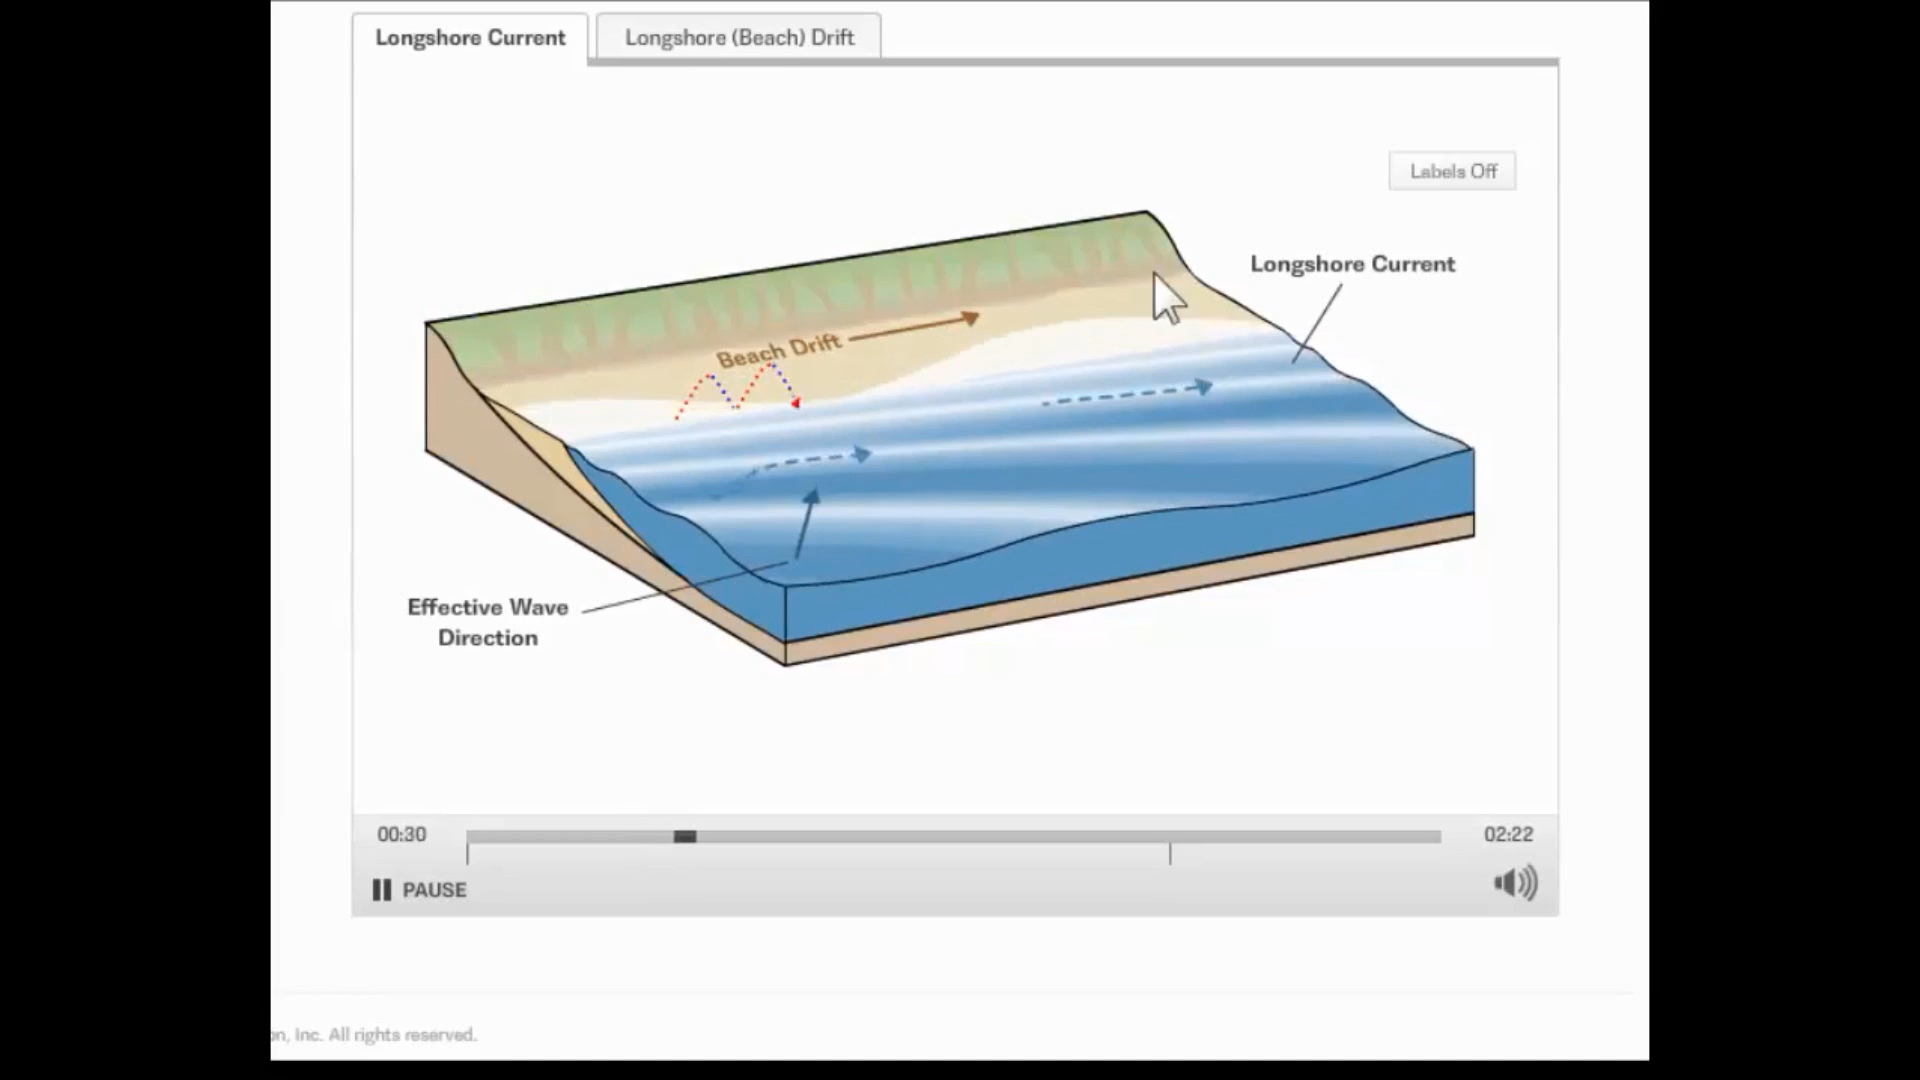 Longshore Current
Longshore (Beach) Drift
Labels Off
Longshore Current
Beach Drift
Effective Wave
Direction
00:30
02:22
PAUSE
Inc. All rights reserved.